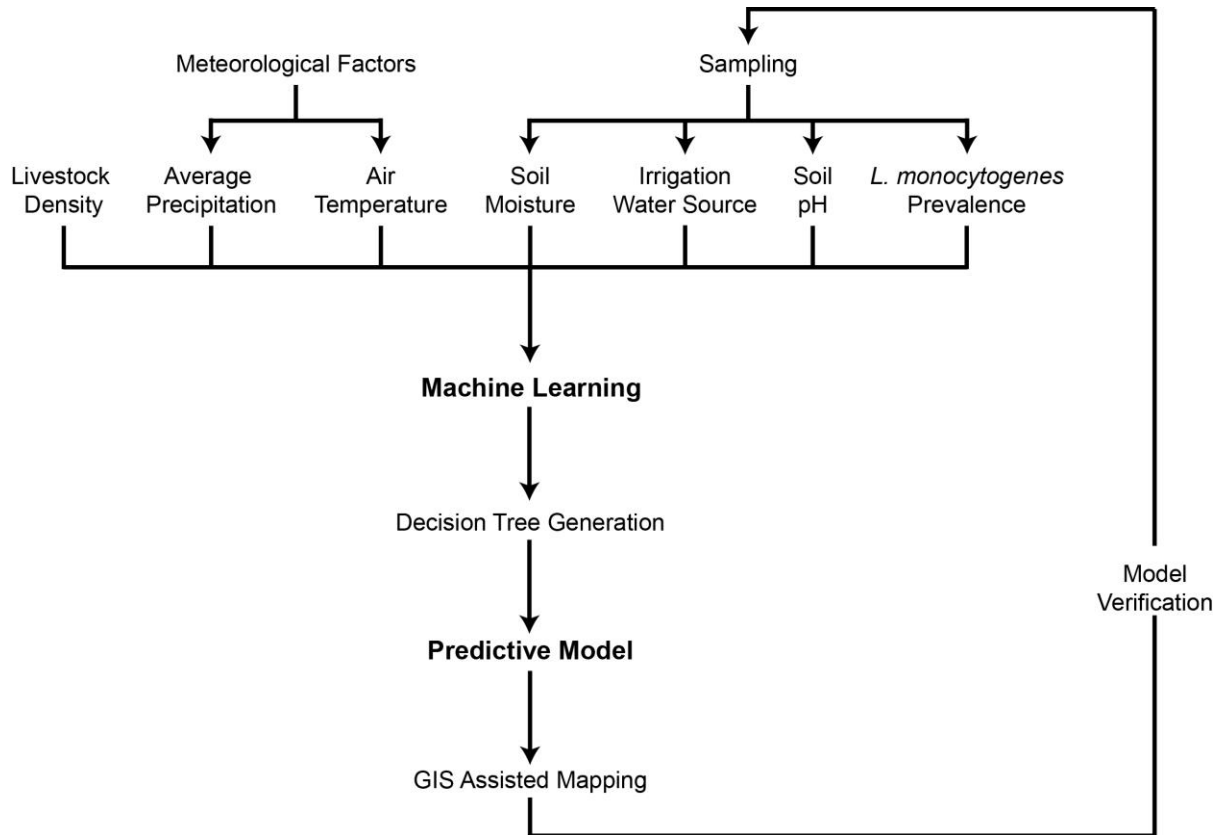 Meteorological Factors
Sampling
Livestock
Density
Average
Precipitation
Air
Temperature
Soil
Moisture
Irrigation
Water Source
Soil
pH
L. monocytogenes
Prevalence
Machine Learning
Decision Tree Generation
Model
Verification
Predictive Model
GIS Assisted Mapping